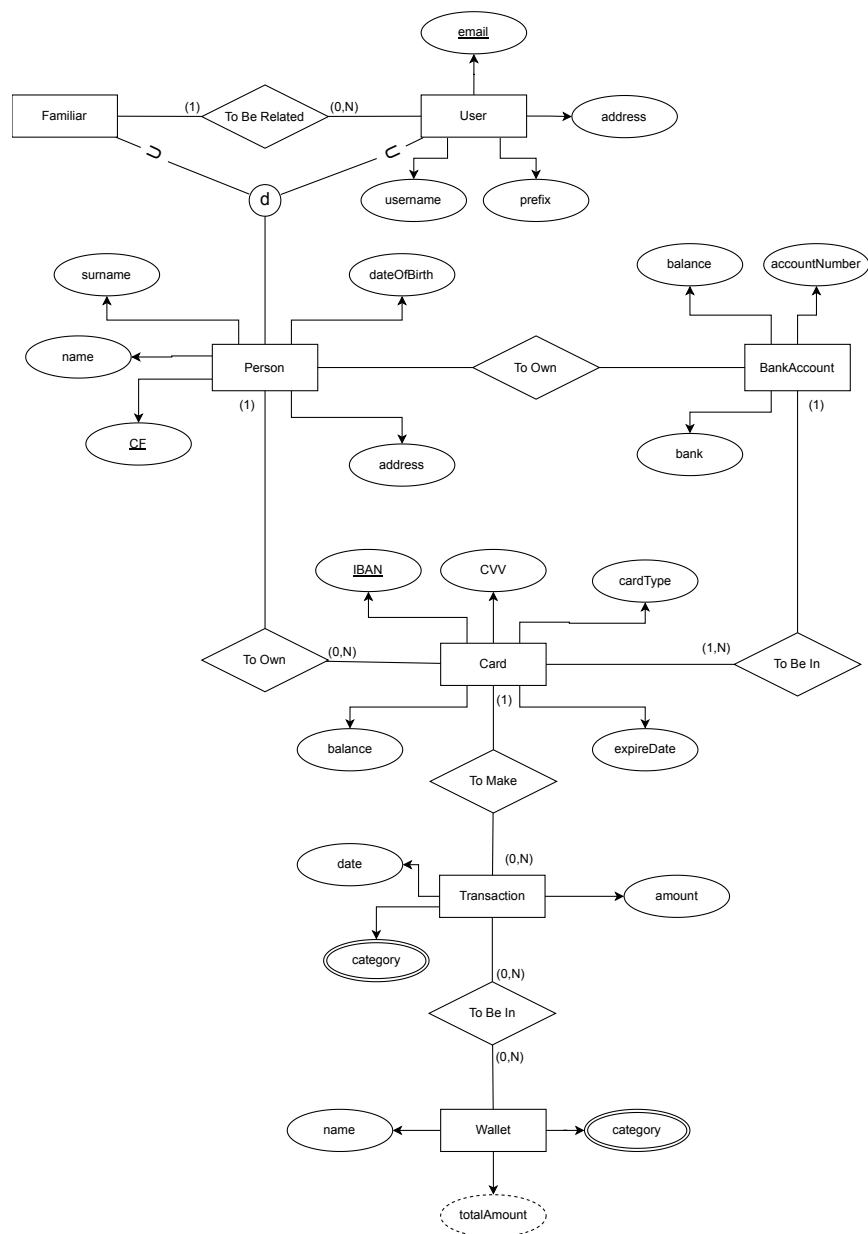 email
Familiar
(1)
To Be Related
(0,N)
User
address
username
prefix
d
surname
dateOfBirth
balance
accountNumber
name
Person
To Own
BankAccount
(1)
(1)
CF
address
bank
IBAN
CVV
cardType
To Own
(0,N)
Card
(1,N)
To Be In
(1)
balance
expireDate
To Make
(0,N)
date
Transaction
amount
category
(0,N)
To Be In
(0,N)
name
Wallet
category
totalAmount